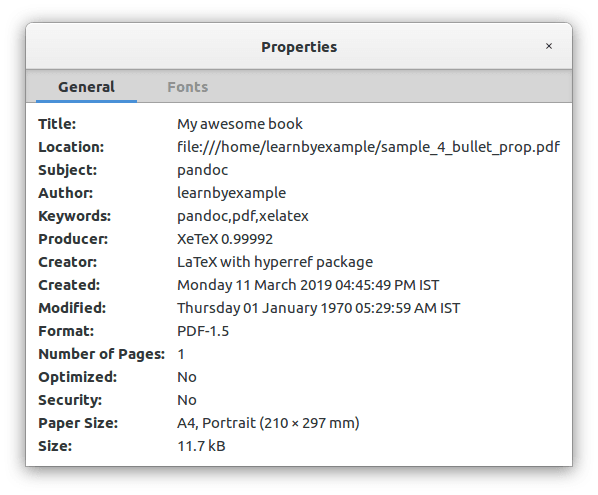 Properties ×
General Fonts
Title: My awesome book
Location: file:///home/learnbyexample/sample_4_bullet_prop.pdf
Subject: pandoc
Author: learnbyexample
Keywords: pandoc,pdf,xelatex
Producer: XeTeX 0.99992
Creator: LaTeX with hyperref package
Created: Monday 11 March 2019 04:45:49 PM IST
Modified: Thursday 01 January 1970 05:29:59 AM IST
Format: PDF-1.5
Number of Pages: 1
Optimized: No
Security: No
Paper Size: A4, Portrait (210 × 297 mm)
Size: 11.7 kB